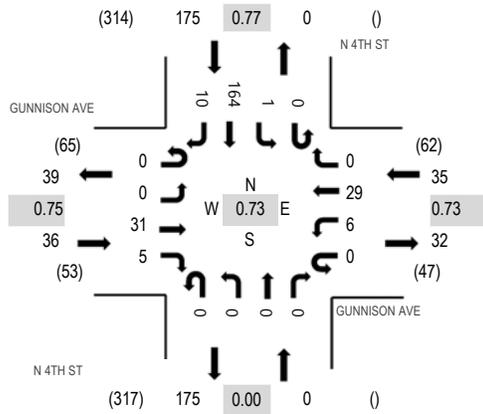 (314) 175 0.77 0 ()
N 4TH ST
10 164 1 0
GUNNISON AVE
(65) 0 0 (62)
39 0 29 35
0.75 W N 0.73 S E 0.73
36 31 6 32
(53) 5 0 (47)
0 0 0 0
GUNNISON AVE
N 4TH ST
(317) 175 0.00 0 ()